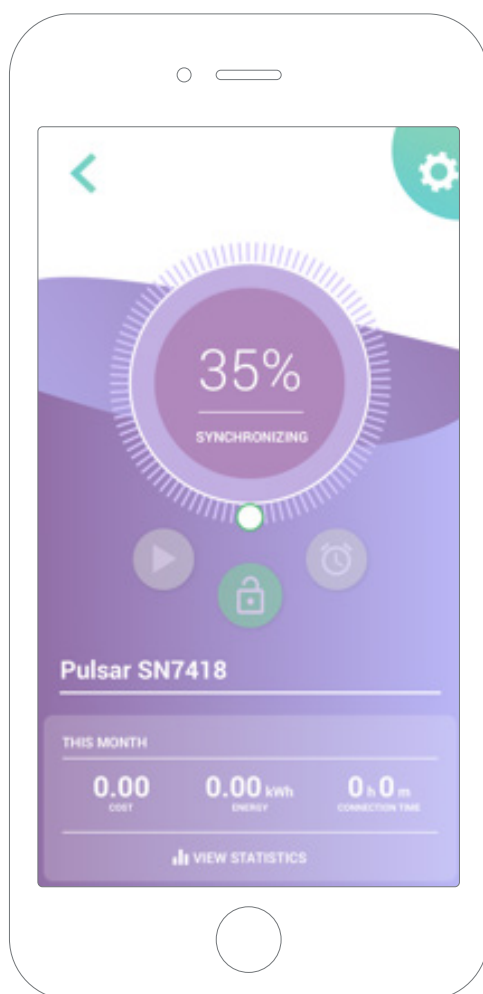 35%
SYNCHRONIZING
Pulsar SN7418
THIS MONTH
0.00 0.00 kWh 0 h 0 m
COST ENERGY CONNECTION TIME
VIEW STATISTICS